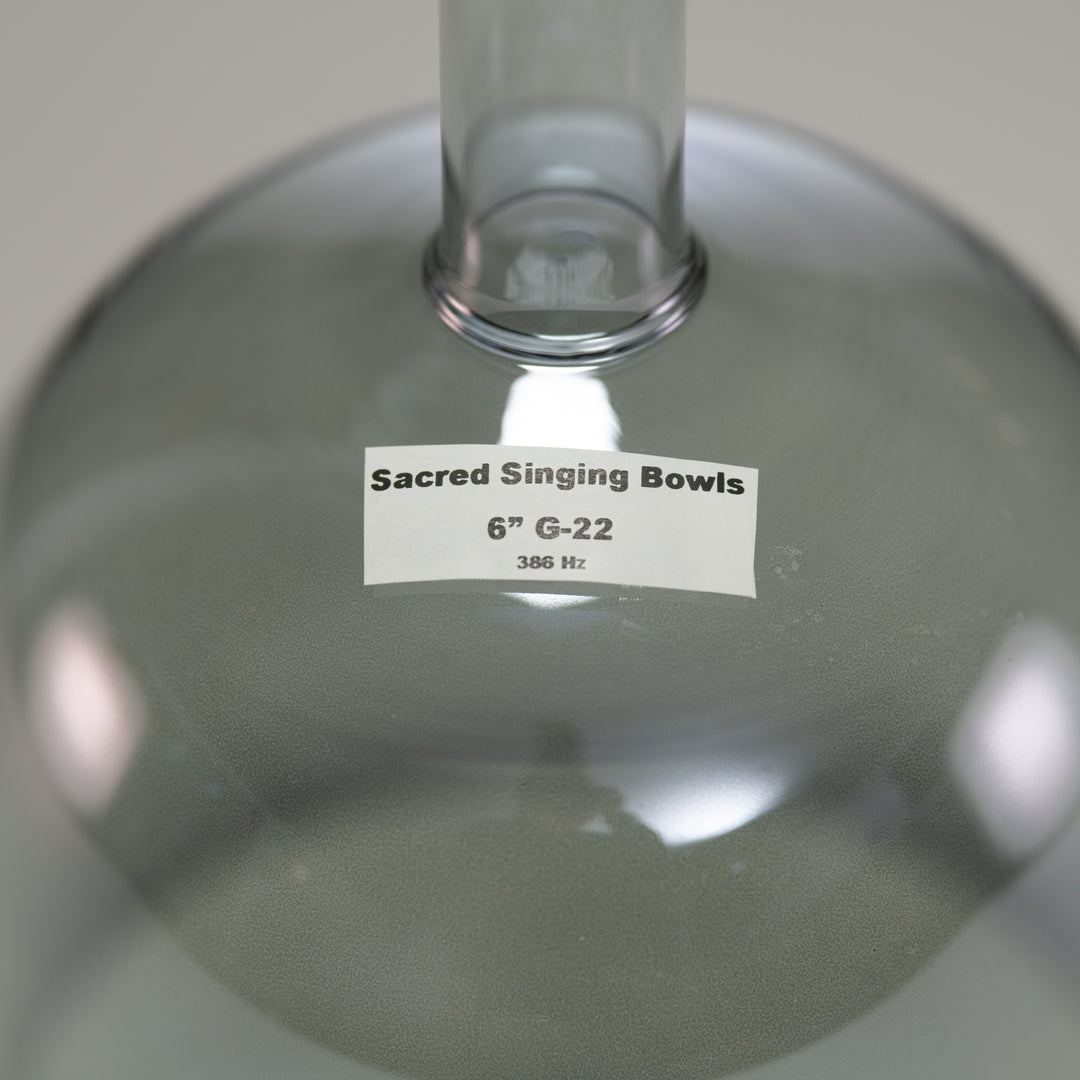 Sacred Singing Bowls
6” G-22
386 Hz